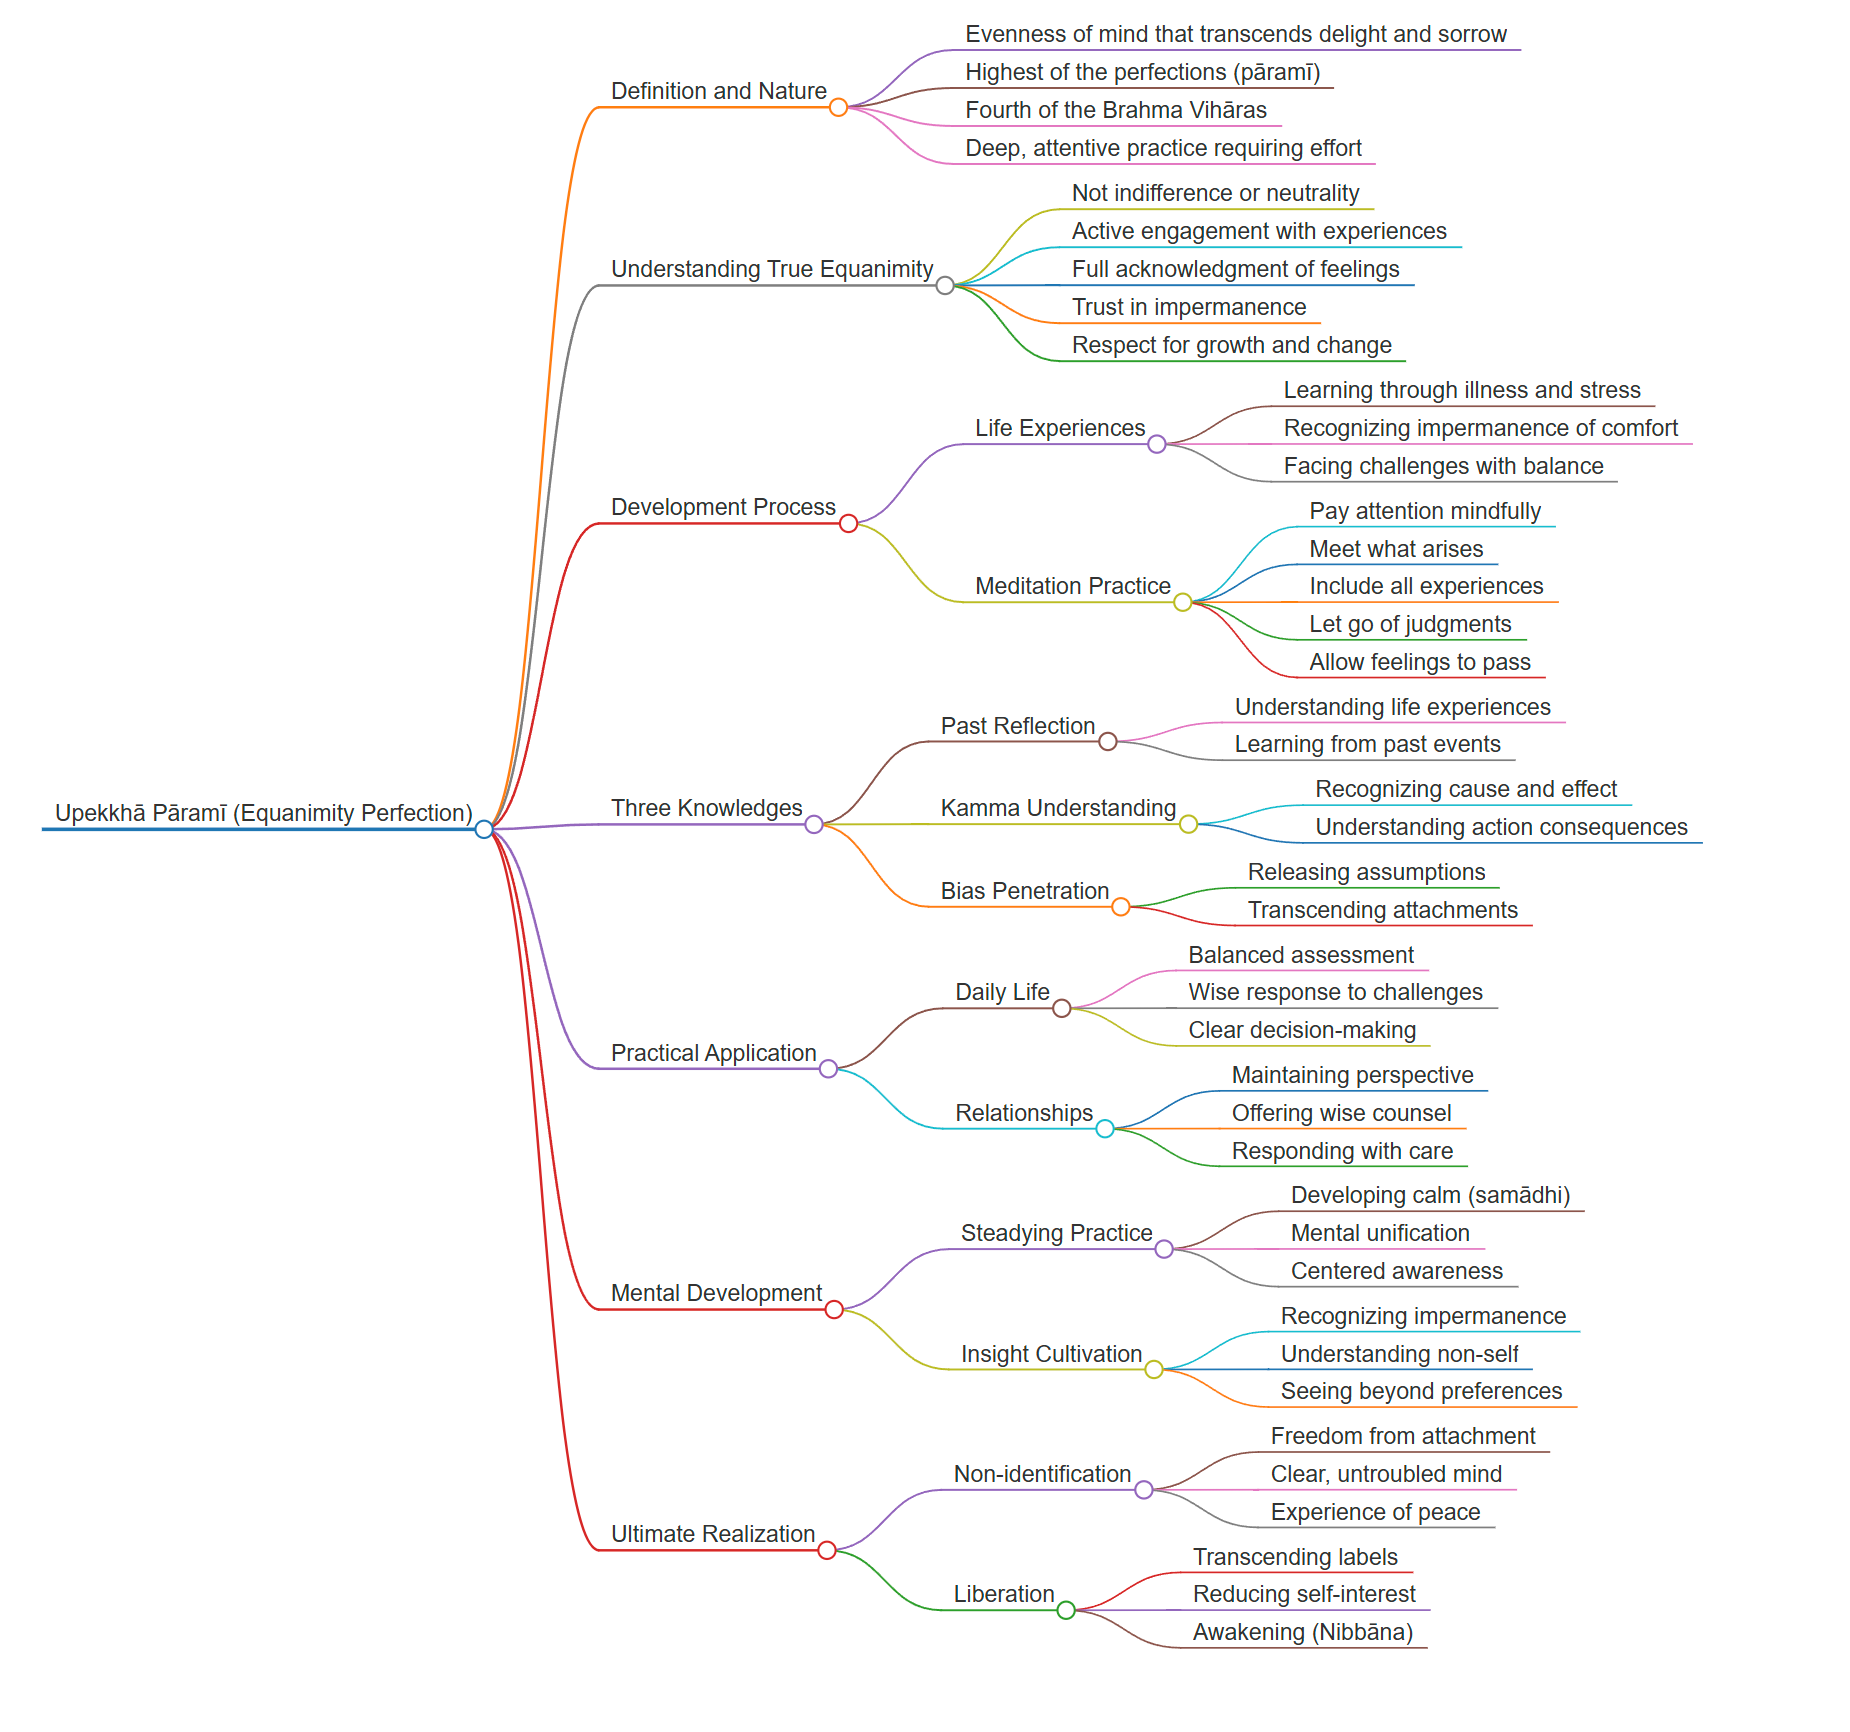 Upekkhā Pāramī (Equanimity Perfection)
Definition and Nature
Evenness of mind that transcends delight and sorrow
Highest of the perfections (pāramī)
Fourth of the Brahma Vihāras
Deep, attentive practice requiring effort
Understanding True Equanimity
Not indifference or neutrality
Active engagement with experiences
Full acknowledgment of feelings
Trust in impermanence
Respect for growth and change
Development Process
Life Experiences
Learning through illness and stress
Recognizing impermanence of comfort
Facing challenges with balance
Meditation Practice
Pay attention mindfully
Meet what arises
Include all experiences
Let go of judgments
Allow feelings to pass
Three Knowledges
Past Reflection
Understanding life experiences
Learning from past events
Kamma Understanding
Recognizing cause and effect
Understanding action consequences
Bias Penetration
Releasing assumptions
Transcending attachments
Practical Application
Daily Life
Balanced assessment
Wise response to challenges
Clear decision-making
Relationships
Maintaining perspective
Offering wise counsel
Responding with care
Mental Development
Steadying Practice
Developing calm (samādhi)
Mental unification
Centered awareness
Insight Cultivation
Recognizing impermanence
Understanding non-self
Seeing beyond preferences
Ultimate Realization
Non-identification
Freedom from attachment
Clear, untroubled mind
Experience of peace
Liberation
Transcending labels
Reducing self-interest
Awakening (Nibbāna)